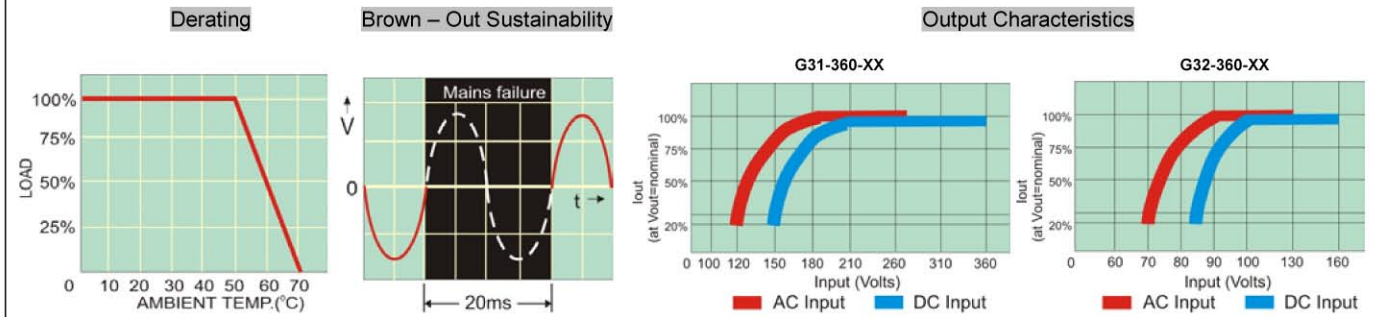 Derating
Brown – Out Sustainability
Output Characteristics
LOAD
100%
75%
50%
25%
0 10 20 30 40 50 60 70
AMBIENT TEMP.(°C)
V
0
Mains failure
t
20ms
G31-360-XX
Iout
(at Vout=nominal)
100%
75%
50%
20%
0 100 120 150 180 210 260 310 360
Input (Volts)
AC Input DC Input
G32-360-XX
Iout
(at Vout=nominal)
100%
75%
50%
20%
0 60 70 80 90 100 130 160
Input (Volts)
AC Input DC Input